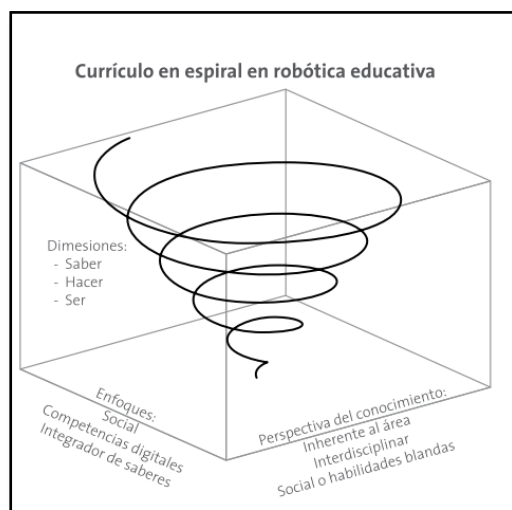 Currículo en espiral en robótica educativa
Dimesiones:
- Saber
- Hacer
- Ser
Enfoques:
Social
Competencias digitales
Integrador de saberes
Perspectiva del conocimiento:
Inherente al área
Interdisciplinar
Social o habilidades blandas